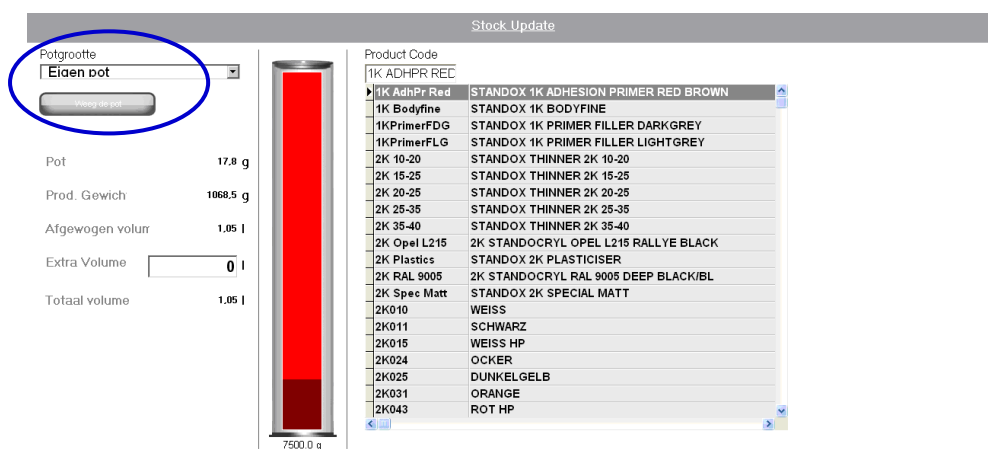 Stock Update
Potgrootte
Eigen pot
Weeg de pot
Pot 17,8 g
Prod. Gewich 1068,5 g
Afgewogen volum 1,05 l
Extra Volume 0 l
Totaal volume 1,05 l
7500.0 g
Product Code
1K ADHPR RED
1K AdhPr Red STANDOX 1K ADHESION PRIMER RED BROWN
1K Bodyfine STANDOX 1K BODYFINE
1KPrimerFDG STANDOX 1K PRIMER FILLER DARKGREY
1KPrimerFLG STANDOX 1K PRIMER FILLER LIGHTGREY
2K 10-20 STANDOX THINNER 2K 10-20
2K 15-25 STANDOX THINNER 2K 15-25
2K 20-25 STANDOX THINNER 2K 20-25
2K 25-35 STANDOX THINNER 2K 25-35
2K 35-40 STANDOX THINNER 2K 35-40
2K Opel L215 2K STANDOCRYL OPEL L215 RALLYE BLACK
2K Plastics STANDOX 2K PLASTICISER
2K RAL 9005 2K STANDOCRYL RAL 9005 DEEP BLACK/BL
2K Spec Matt STANDOX 2K SPECIAL MATT
2K010 WEISS
2K011 SCHWARZ
2K015 WEISS HP
2K024 OCKER
2K025 DUNKELGELB
2K031 ORANGE
2K043 ROT HP